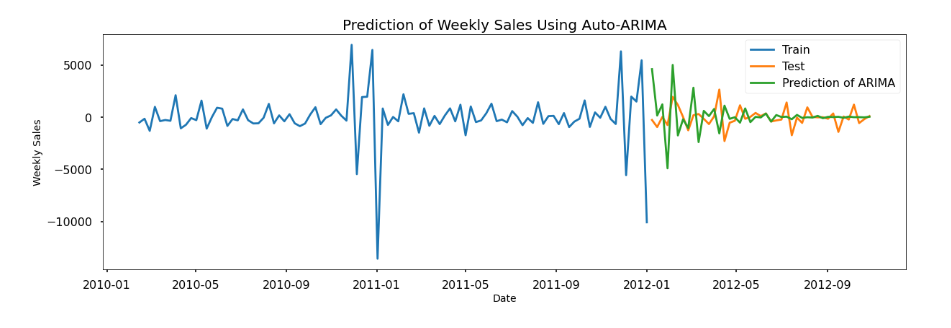 Prediction of Weekly Sales Using Auto-ARIMA
Train
Test
Prediction of ARIMA
Weekly Sales
5000
0
−5000
−10000
2010-01 2010-05 2010-09 2011-01 2011-05 2011-09 2012-01 2012-05 2012-09
Date